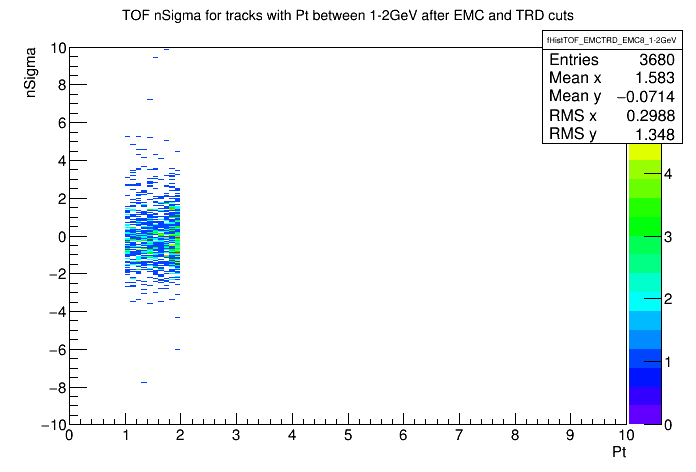 TOF nSigma for tracks with Pt between 1-2GeV after EMC and TRD cuts
fHistTOF_EMCTRD_EMC8_1-2GeV
Entries 3680
Mean x 1.583
Mean y −0.0714
RMS x 0.2988
RMS y 1.348
nSigma
10
8
6
4
2
0
−2
−4
−6
−8
−10
0 1 2 3 4 5 6 7 8 9 10
Pt
4
3
2
1
0